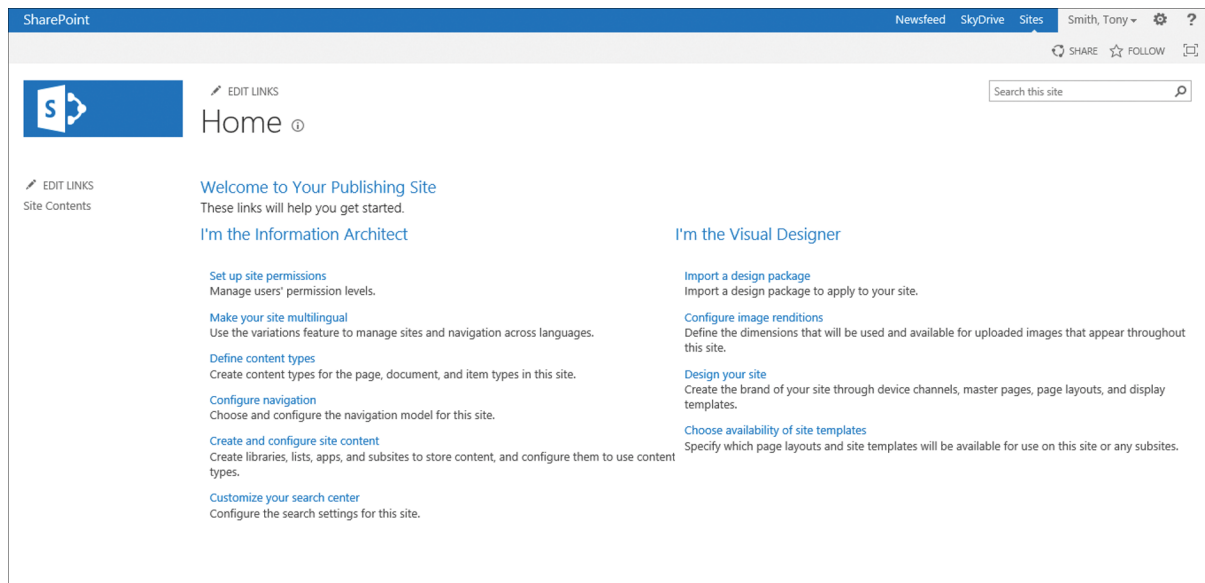 SharePoint
Newsfeed SkyDrive Sites Smith, Tony ?
SHARE FOLLOW
S
EDIT LINKS
Search this site
Home
EDIT LINKS
Site Contents
Welcome to Your Publishing Site
These links will help you get started.
I'm the Information Architect
Set up site permissions
Manage users' permission levels.
Make your site multilingual
Use the variations feature to manage sites and navigation across languages.
Define content types
Create content types for the page, document, and item types in this site.
Configure navigation
Choose and configure the navigation model for this site.
Create and configure site content
Create libraries, lists, apps, and subsites to store content, and configure them to use content
types.
Customize your search center
Configure the search settings for this site.
I'm the Visual Designer
Import a design package
Import a design package to apply to your site.
Configure image renditions
Define the dimensions that will be used and available for uploaded images that appear throughout
this site.
Design your site
Create the brand of your site through device channels, master pages, page layouts, and display
templates.
Choose availability of site templates
Specify which page layouts and site templates will be available for use on this site or any subsites.